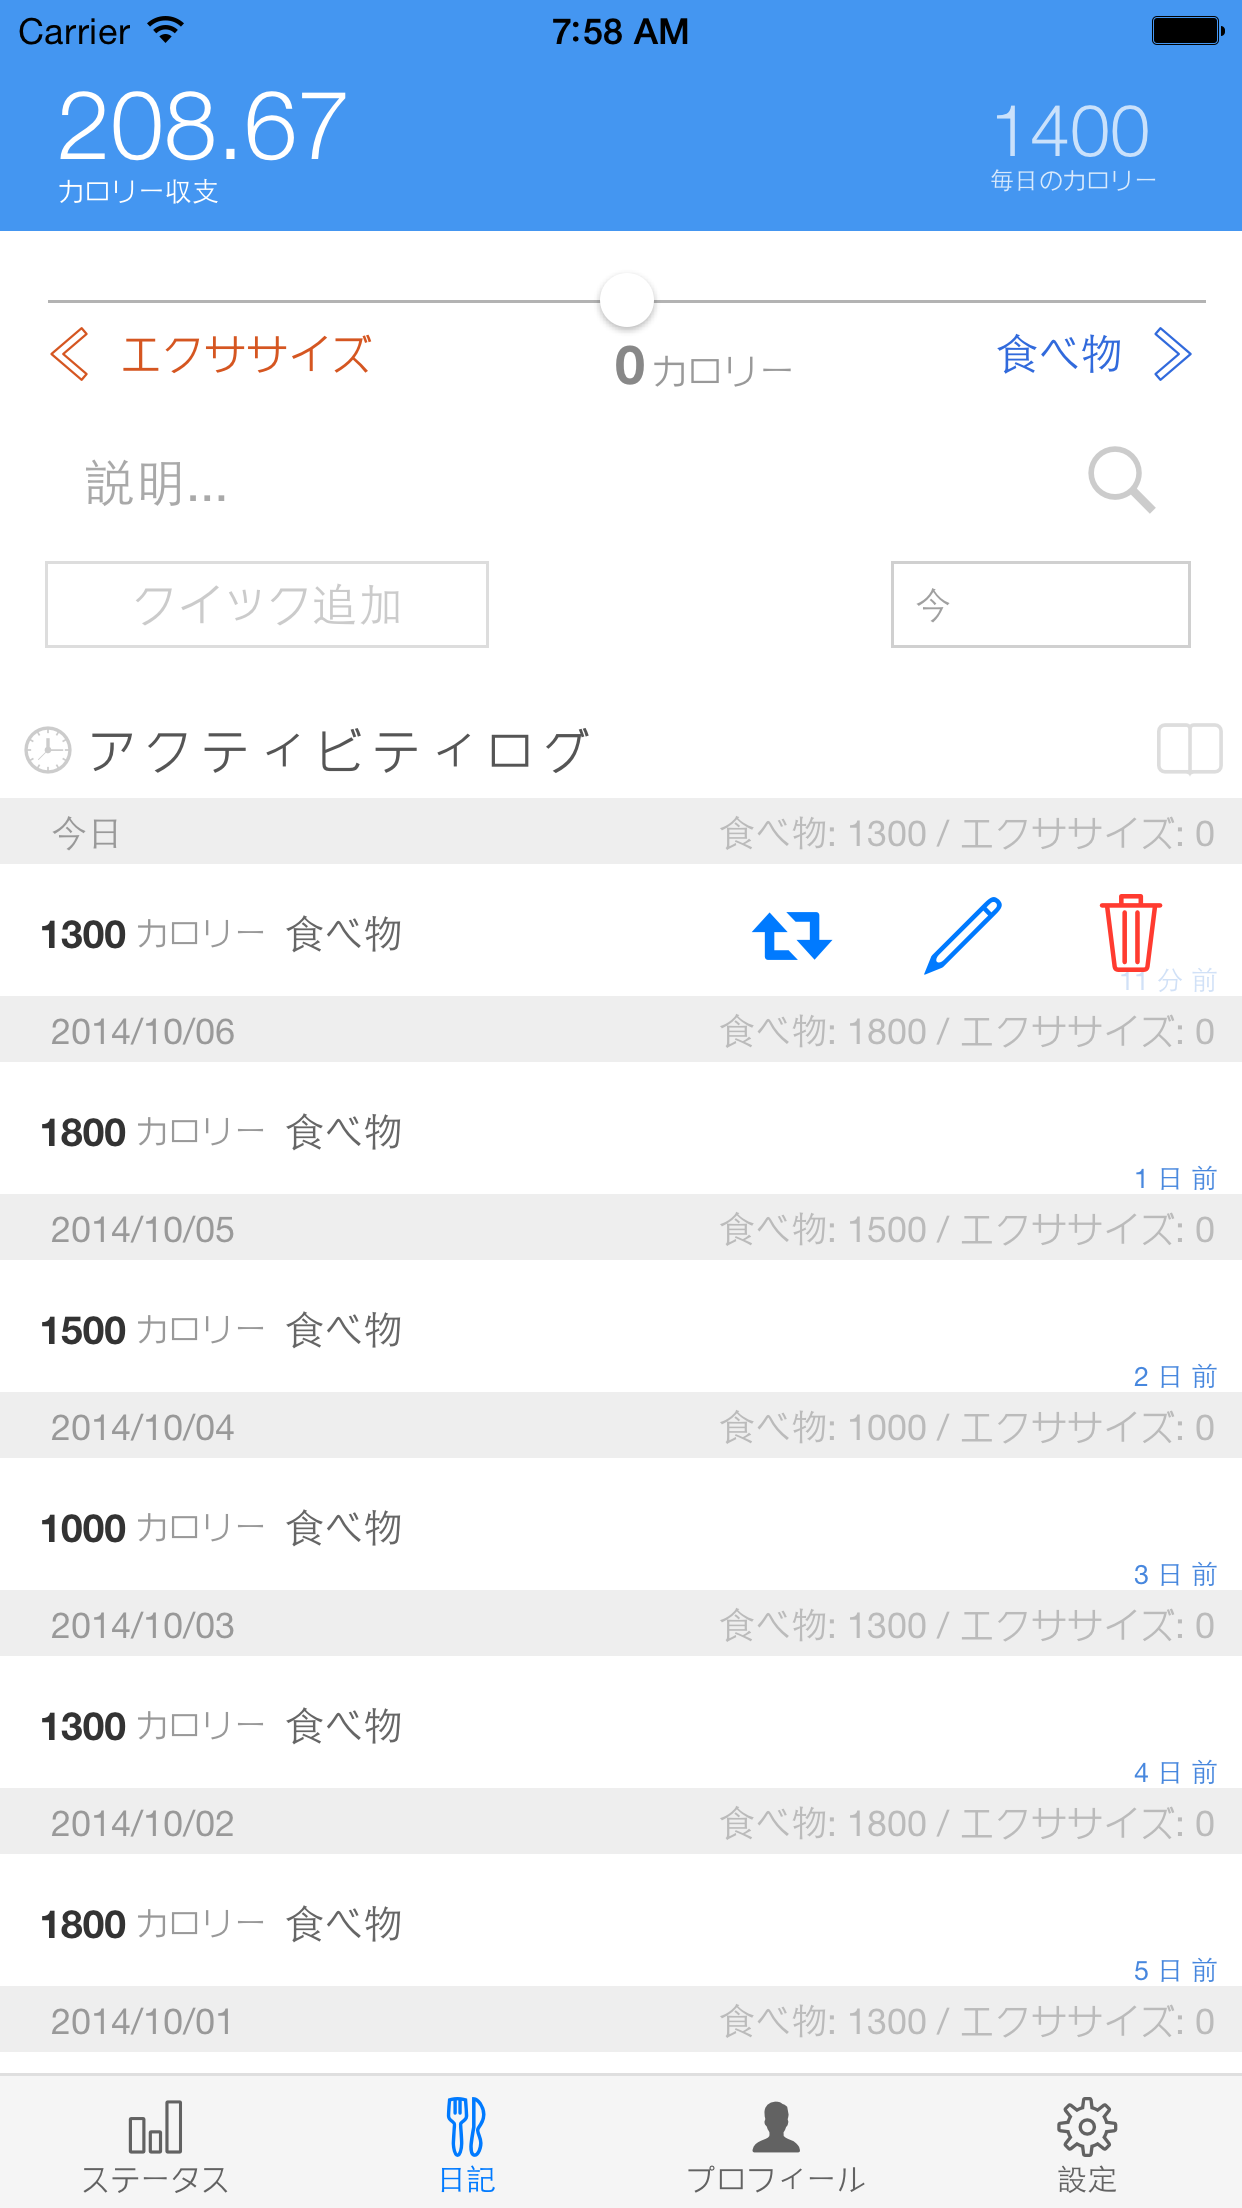 Carrier 7:58 AM
208.67 1400
カロリー収支 毎日のカロリー
エクササイズ 0 カロリー 食べ物
説明...
クイック追加 今
アクティビティログ
今日 食べ物: 1300 / エクササイズ: 0
1300 カロリー 食べ物
11 分 前
2014/10/06 食べ物: 1800 / エクササイズ: 0
1800 カロリー 食べ物
1 日 前
2014/10/05 食べ物: 1500 / エクササイズ: 0
1500 カロリー 食べ物
2 日 前
2014/10/04 食べ物: 1000 / エクササイズ: 0
1000 カロリー 食べ物
3 日 前
2014/10/03 食べ物: 1300 / エクササイズ: 0
1300 カロリー 食べ物
4 日 前
2014/10/02 食べ物: 1800 / エクササイズ: 0
1800 カロリー 食べ物
5 日 前
2014/10/01 食べ物: 1300 / エクササイズ: 0
ステータス 日記 プロフィール 設定